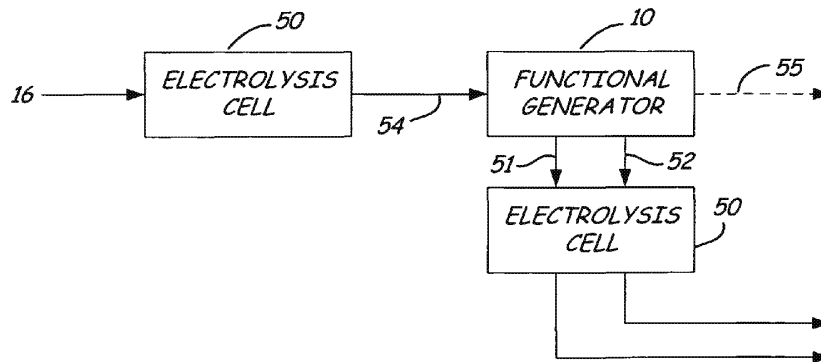 50
10
16
ELECTROLYSIS
CELL
54
FUNCTIONAL
GENERATOR
55
51
52
ELECTROLYSIS
CELL
50